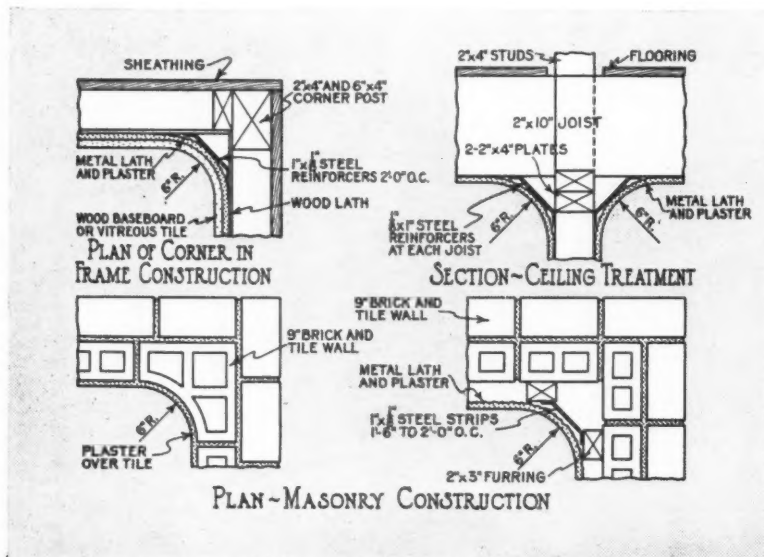 SHEATHING
2"x4" AND 6"x4"
CORNER POST
METAL LATH
AND PLASTER
6" R.
1"x⅛" STEEL
REINFORCERS 2'-0" O.C.
WOOD LATH
WOOD BASEBOARD
OR VITREOUS TILE
PLAN OF CORNER IN
FRAME CONSTRUCTION
2"x4" STUDS
FLOORING
2"x10" JOIST
2-2"x4" PLATES
METAL LATH
AND PLASTER
6" R.
6" R.
⅛"x1" STEEL
REINFORCERS
AT EACH JOIST
SECTION~CEILING TREATMENT
9" BRICK AND
TILE WALL
6" R.
PLASTER
OVER TILE
9" BRICK AND
TILE WALL
METAL LATH
AND PLASTER
1"x⅛" STEEL STRIPS
1'-6" TO 2'-0" O.C.
6" R.
2"x3" FURRING
PLAN~MASONRY CONSTRUCTION